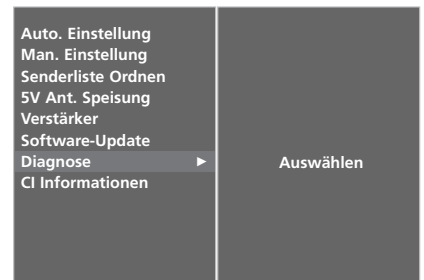 Auto. Einstellung
Man. Einstellung
Senderliste Ordnen
5V Ant. Speisung
Verstärker
Software-Update
Diagnose ►
Auswählen
CI Informationen